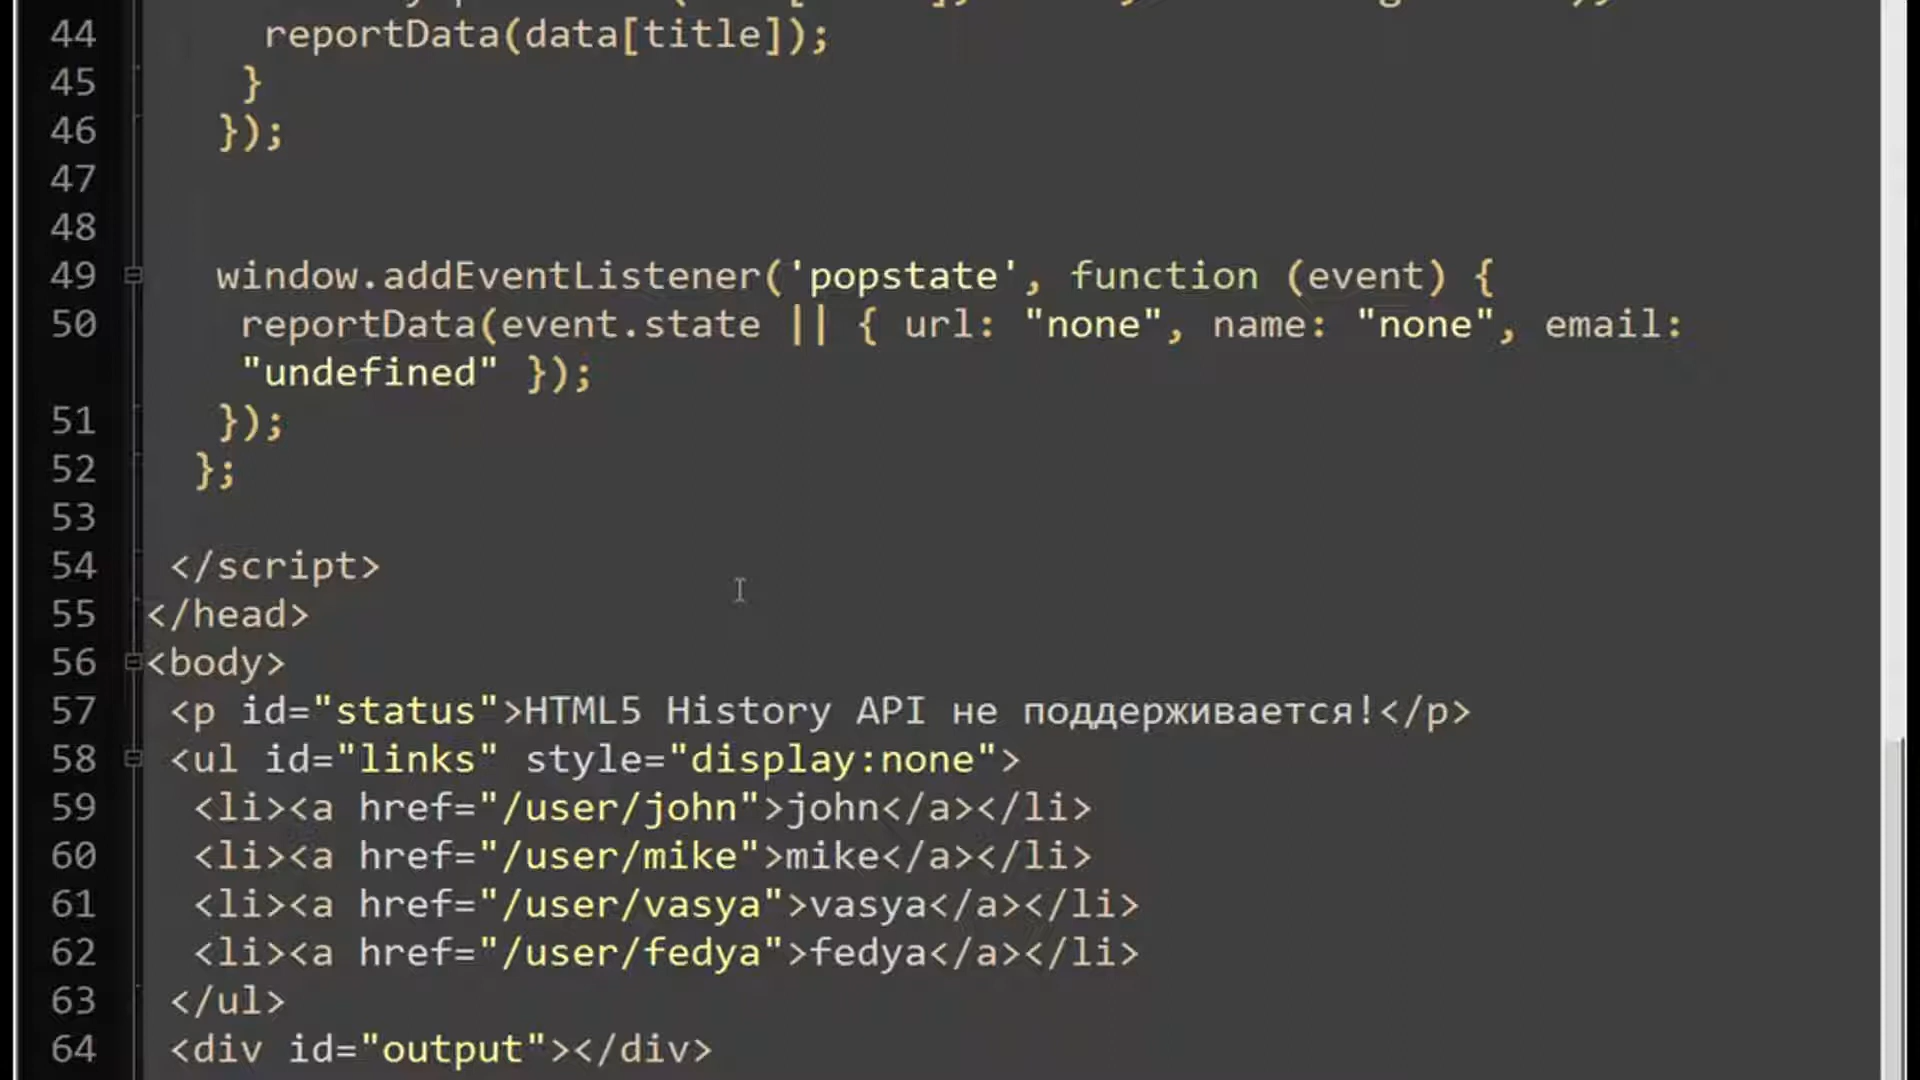 44 reportData(data[title]);
45 }
46 });
47
48
49 window.addEventListener('popstate', function (event) {
50 reportData(event.state || { url: "none", name: "none", email:
"undefined" });
51 });
52 };
53
54 </script>
55 </head>
56 <body>
57 <p id="status">HTML5 History API не поддерживается!</p>
58 <ul id="links" style="display:none">
59 <li><a href="/user/john">john</a></li>
60 <li><a href="/user/mike">mike</a></li>
61 <li><a href="/user/vasya">vasya</a></li>
62 <li><a href="/user/fedya">fedya</a></li>
63 </ul>
64 <div id="output"></div>